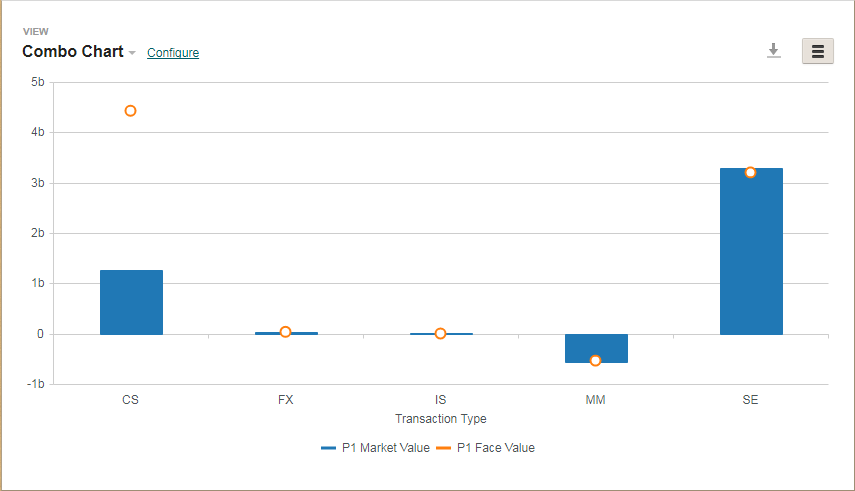 VIEW
Combo Chart Configure
5b
4b
3b
2b
1b
0
-1b
CS FX IS MM SE
Transaction Type
P1 Market Value P1 Face Value